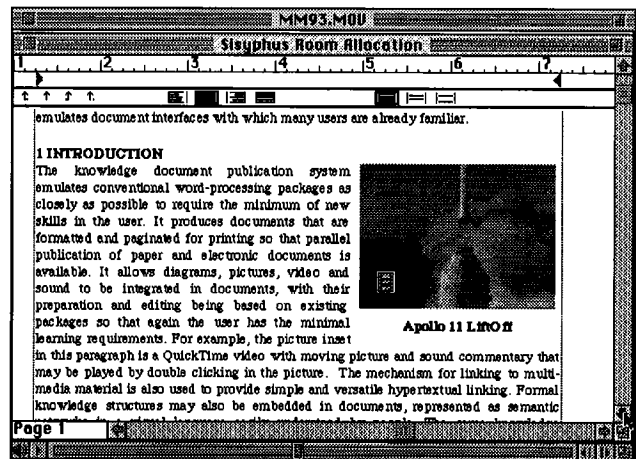 MM93.MOV
Sisyphus Room Allocation
1 2 3 4 5 6 7
emulates document interfaces with which many users are already familiar.
1 INTRODUCTION
The knowledge document publication system
emulates conventional word-processing packages as
closely as possible to require the minimum of new
skills in the user. It produces documents that are
formatted and paginated for printing so that parallel
publication of paper and electronic documents is
available. It allows diagrams, pictures, video and
sound to be integrated in documents, with their
preparation and editing being based on existing
packages so that again the user has the minimal
learning requirements. For example, the picture inset
Apollo 11 LiftOff
in this paragraph is a QuickTime video with moving picture and sound commentary that
may be played by double clicking in the picture. The mechanism for linking to multi-
media material is also used to provide simple and versatile hypertextual linking. Formal
knowledge structures may also be embedded in documents, represented as semantic
Page 1